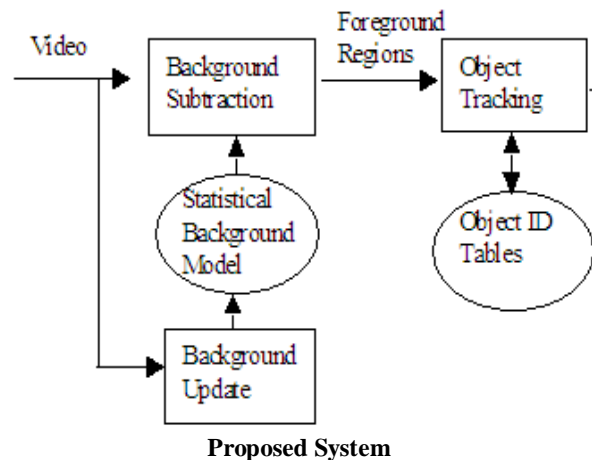 Video
Background
Subtraction
Foreground
Regions
Object
Tracking
Statistical
Background
Model
Object ID
Tables
Background
Update
Proposed System